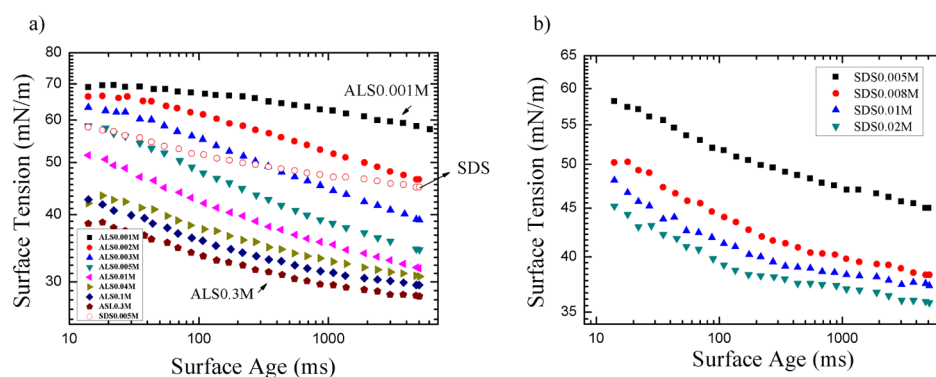 a)
Surface Tension (mN/m)
80
70
60
50
40
30
ALS0.001M
SDS
ALS0.3M
ALS0.001M
ALS0.002M
ALS0.003M
ALS0.005M
ALS0.01M
ALS0.04M
ALS0.1M
ASL0.3M
SDS0.005M
10
100
1000
Surface Age (ms)
b)
Surface Tension (mN/m)
65
60
55
50
45
40
35
SDS0.005M
SDS0.008M
SDS0.01M
SDS0.02M
10
100
1000
Surface Age (ms)